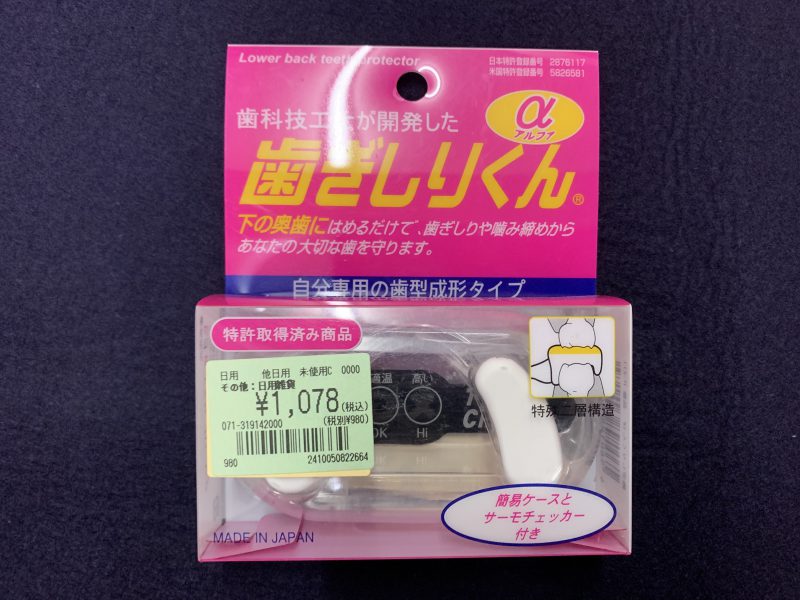 Lower back teeth protector
日本特許登録番号 2876117
米国特許登録番号 5826581
歯科技工士が開発した
α
アルファ
歯ぎしりくん®
下の奥歯にはめるだけで、歯ぎしりや噛み締めから
あなたの大切な歯を守ります。
自分専用の歯型成形タイプ
特許取得済み商品
日用 他日用 未使用C 0000
その他:日用雑貨
¥1,078(税込)
(税別¥980)
071-319142000
980 2410050822664
適温 高い
OK Hi
特殊二層構造
簡易ケースと
サーモチェッカー
付き
MADE IN JAPAN